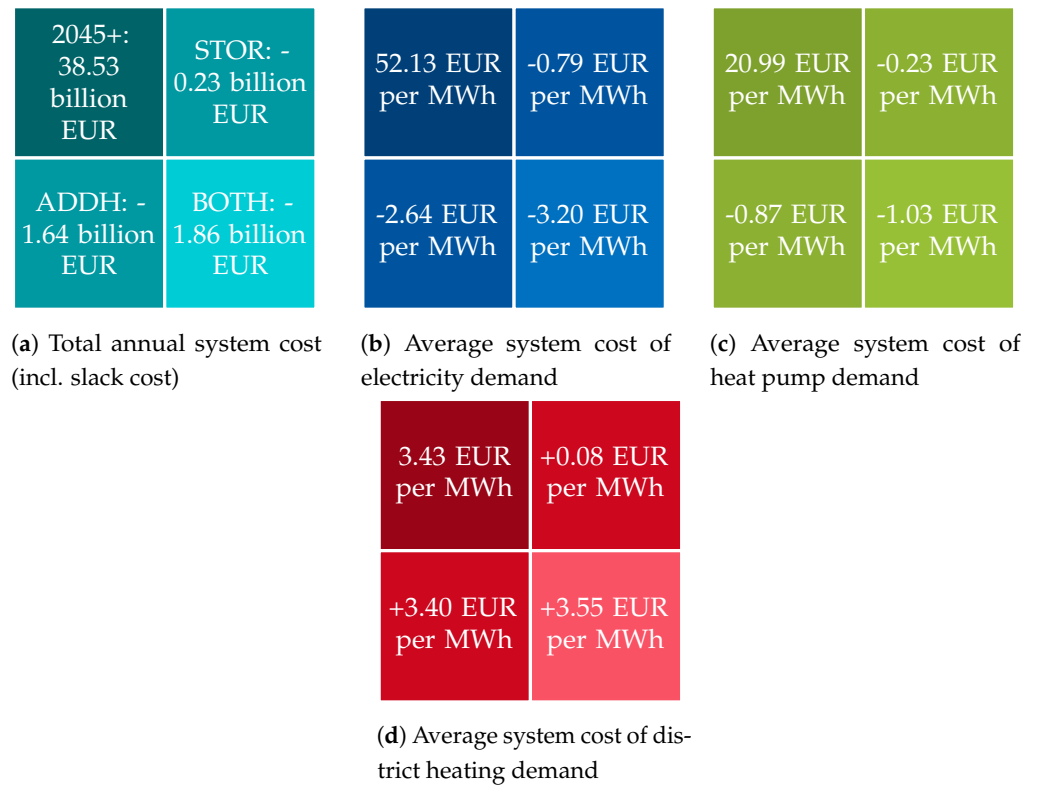 2045+:
38.53
billion
EUR
STOR: -
0.23 billion
EUR
ADDH: -
1.64 billion
EUR
BOTH: -
1.86 billion
EUR
(a) Total annual system cost
(incl. slack cost)
52.13 EUR
per MWh
-0.79 EUR
per MWh
-2.64 EUR
per MWh
-3.20 EUR
per MWh
(b) Average system cost of
electricity demand
20.99 EUR
per MWh
-0.23 EUR
per MWh
-0.87 EUR
per MWh
-1.03 EUR
per MWh
(c) Average system cost of
heat pump demand
3.43 EUR
per MWh
+0.08 EUR
per MWh
+3.40 EUR
per MWh
+3.55 EUR
per MWh
(d) Average system cost of dis-
trict heating demand